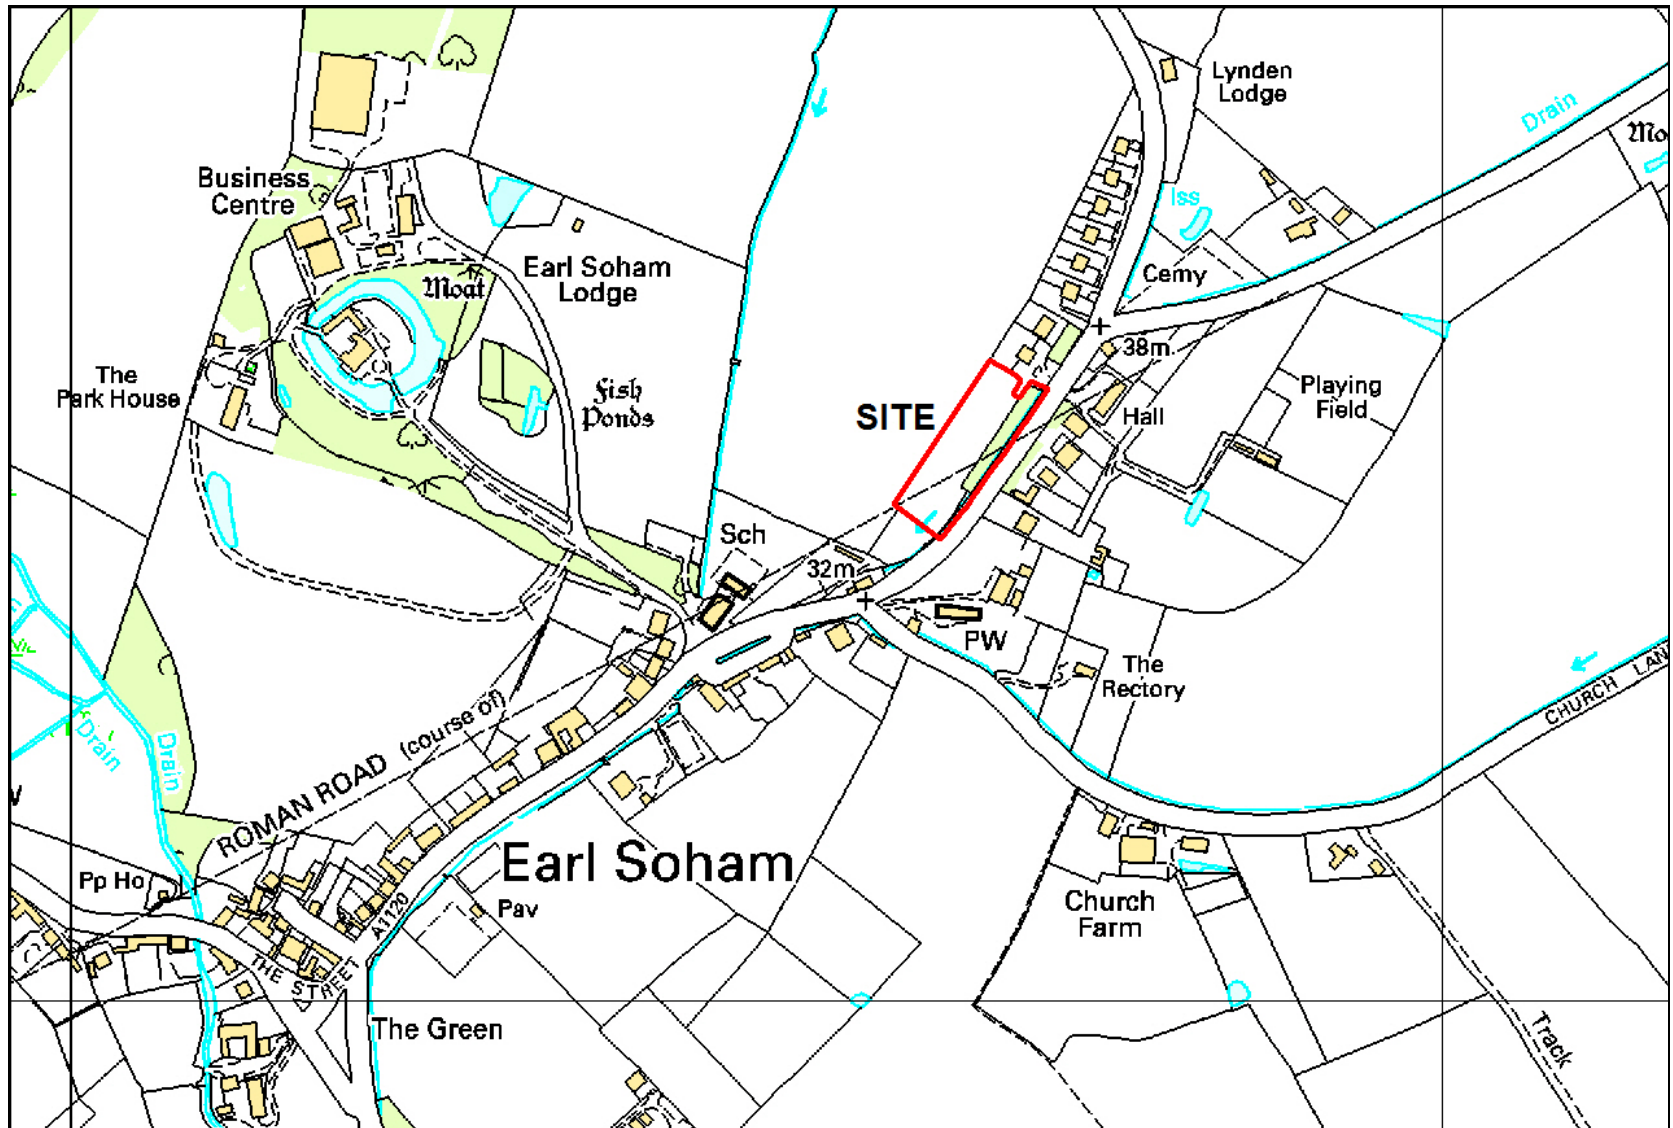 Lynden
Lodge
Drain
Mo
Business
Centre
Iss
Earl Soham
Lodge
Moat
Cemy
38m
The
Park House
Fish
Ponds
SITE
Playing
Field
Hall
Sch
32m
PW
The
Rectory
CHURCH LAN
Drain
Drain
ROMAN ROAD (course of)
Earl Soham
Pp Ho
Pav
A1120
THE STREET
Church
Farm
The Green
Track